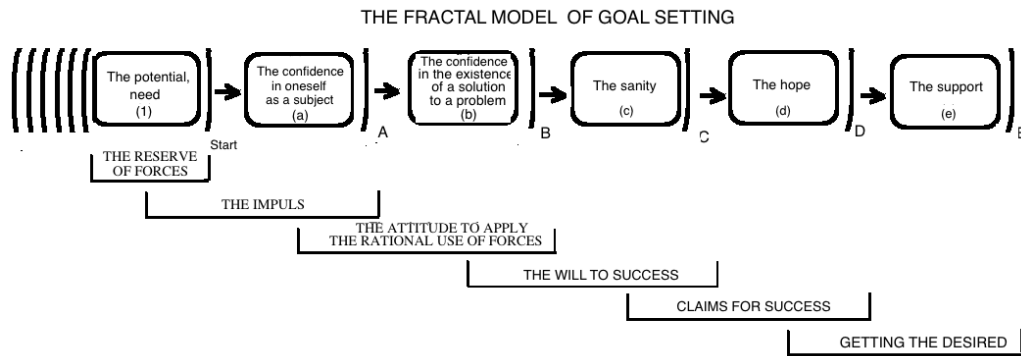 THE FRACTAL MODEL OF GOAL SETTING
The potential,
need
(1)
The confidence
in oneself
as a subject
(a)
The confidence
in the existence
of a solution
to a problem
(b)
The sanity
(c)
The hope
(d)
The support
(e)
Start
A
B
C
D
E
THE RESERVE
OF FORCES
THE IMPULS
THE ATTITUDE TO APPLY
THE RATIONAL USE OF FORCES
THE WILL TO SUCCESS
CLAIMS FOR SUCCESS
GETTING THE DESIRED